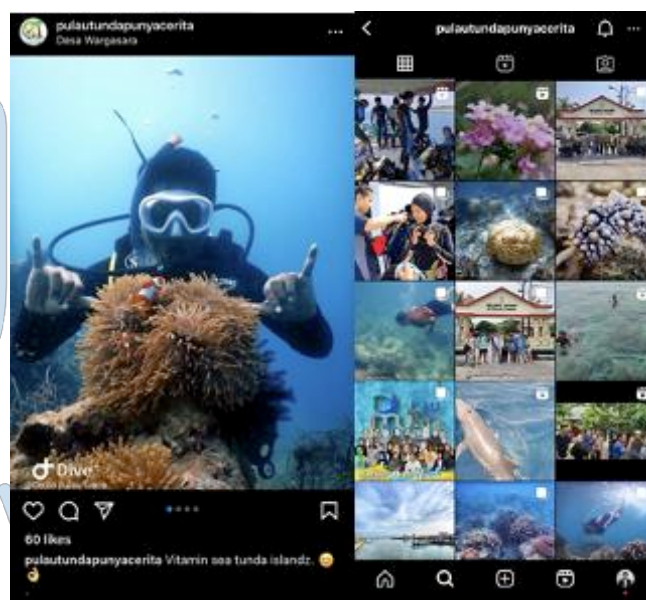 pulautundapunyacerita
Desa Wargasara
Dive
60 likes
pulautundapunyacerita Vitamin sea tunda islandz.
pulautundapunyacerita